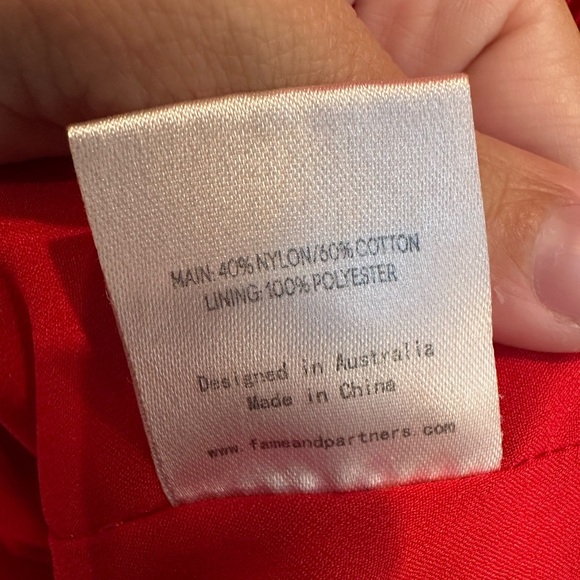 MAIN: 40% NYLON/60% COTTON
LINING: 100% POLYESTER
Designed in Australia
Made in China
www.fameandpartners.com